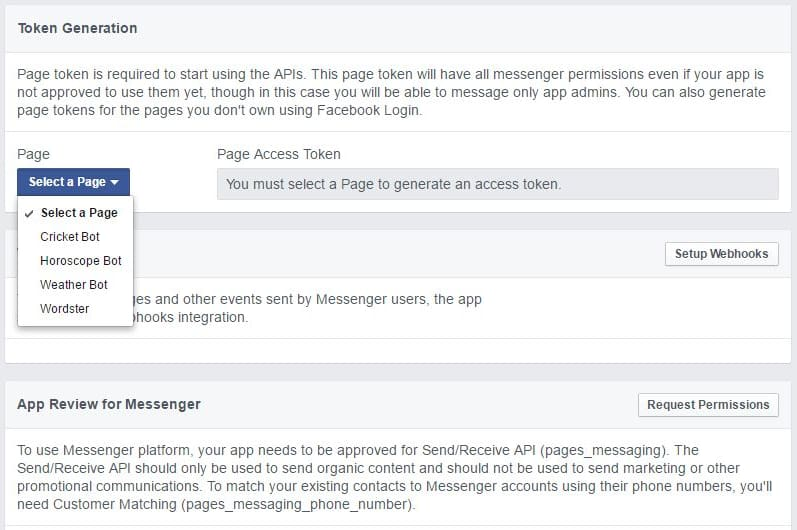 Token Generation
Page token is required to start using the APIs. This page token will have all messenger permissions even if your app is
not approved to use them yet, though in this case you will be able to message only app admins. You can also generate
page tokens for the pages you don't own using Facebook Login.
Page
Page Access Token
Select a Page
You must select a Page to generate an access token.
Select a Page
Cricket Bot
Horoscope Bot
Weather Bot
Wordster
Setup Webhooks
and other events sent by Messenger users, the app
integration.
App Review for Messenger
Request Permissions
To use Messenger platform, your app needs to be approved for Send/Receive API (pages_messaging). The
Send/Receive API should only be used to send organic content and should not be used to send marketing or other
promotional communications. To match your existing contacts to Messenger accounts using their phone numbers, you'll
need Customer Matching (pages_messaging_phone_number).